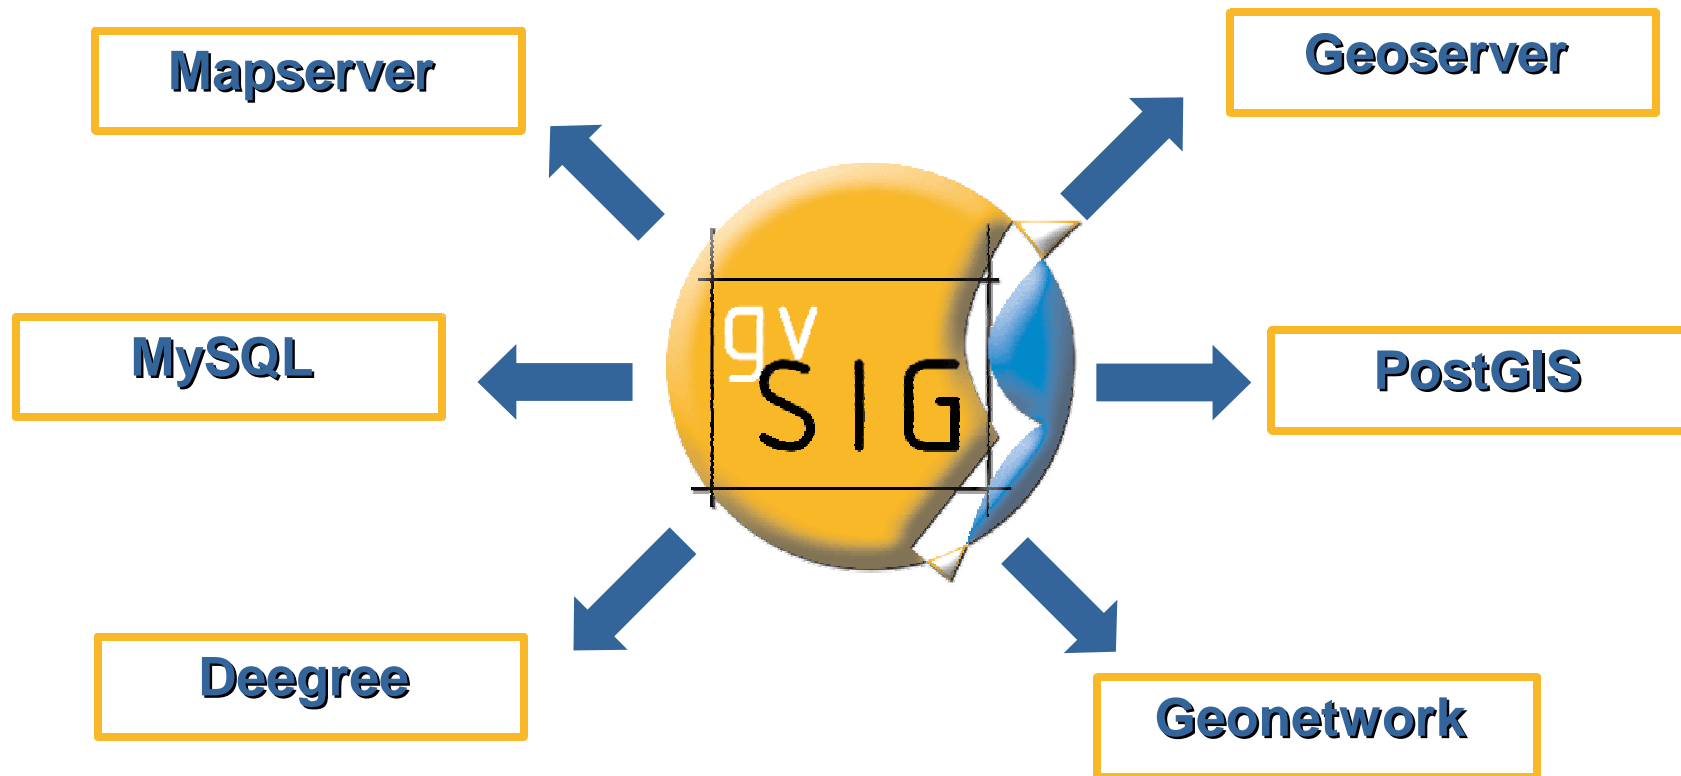 Mapserver
Geoserver
gv
SIG
MySQL
PostGIS
Deegree
Geonetwork